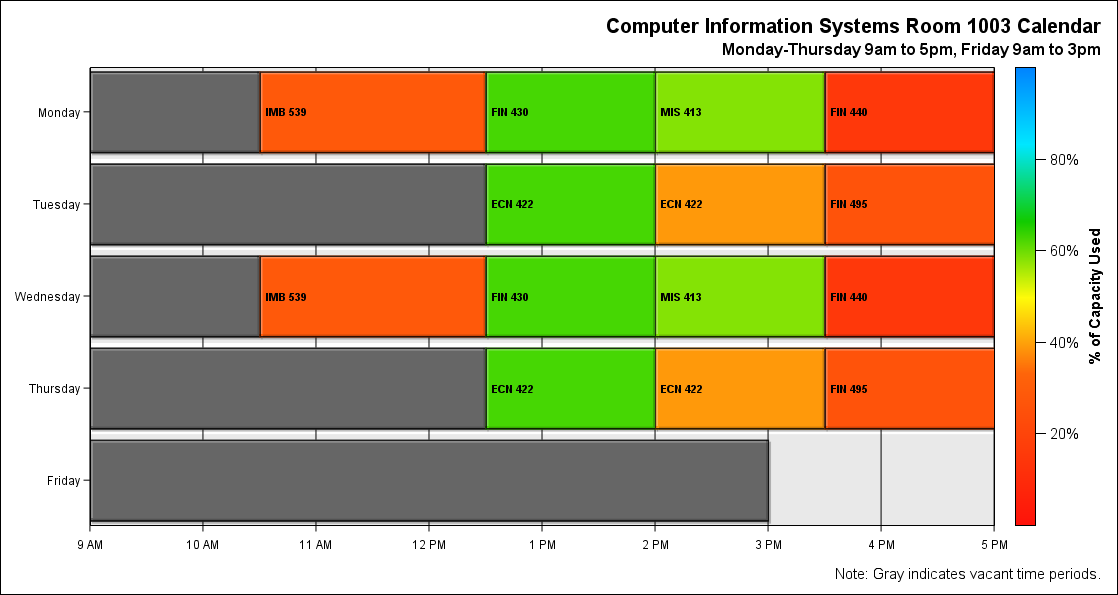 Computer Information Systems Room 1003 Calendar
Monday-Thursday 9am to 5pm, Friday 9am to 3pm
Monday IMB 539 FIN 430 MIS 413 FIN 440
80%
Tuesday ECN 422 ECN 422 FIN 495
60%
Wednesday IMB 539 FIN 430 MIS 413 FIN 440
% of Capacity Used
40%
Thursday ECN 422 ECN 422 FIN 495
20%
Friday
9 AM 10 AM 11 AM 12 PM 1 PM 2 PM 3 PM 4 PM 5 PM
Note: Gray indicates vacant time periods.